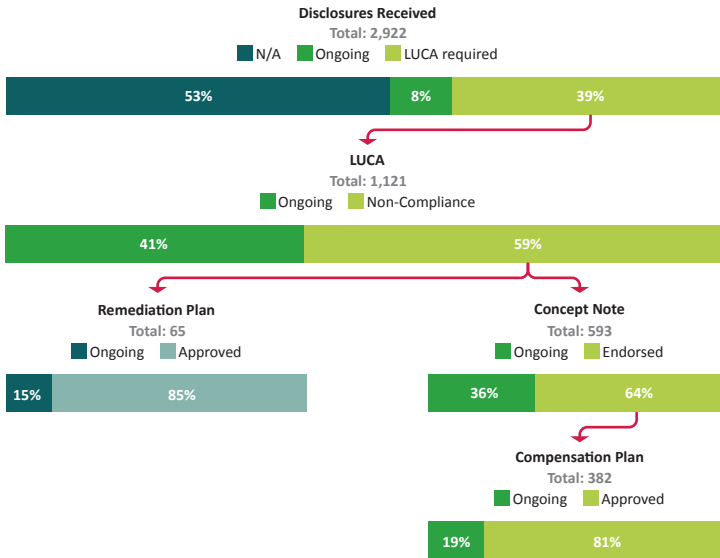 Disclosures Received
Total: 2,922
N/A Ongoing LUCA required
53% 8% 39%
LUCA
Total: 1,121
Ongoing Non-Compliance
41% 59%
Remediation Plan
Total: 65
Ongoing Approved
15% 85%
Concept Note
Total: 593
Ongoing Endorsed
36% 64%
Compensation Plan
Total: 382
Ongoing Approved
19% 81%